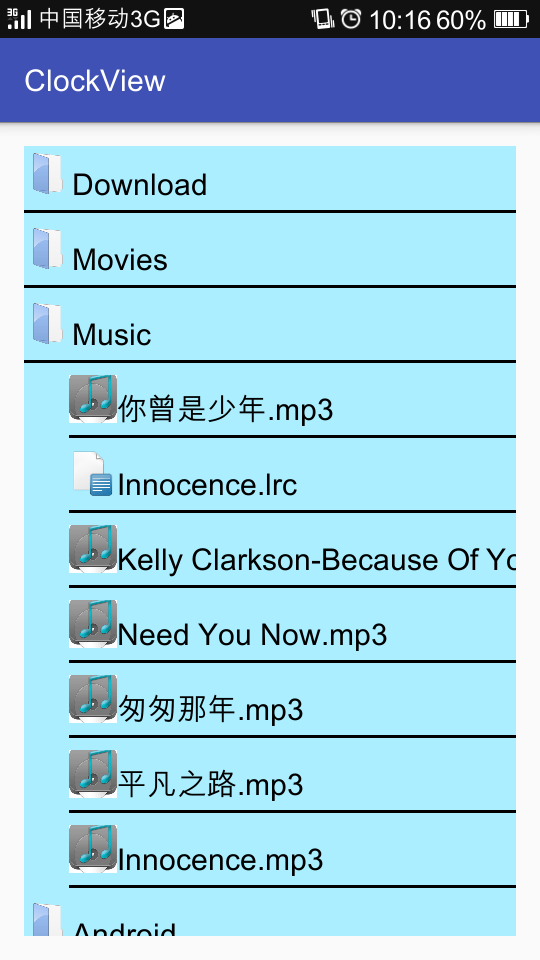 中国移动3G 10:16 60%
ClockView
Download
Movies
Music
你曾是少年.mp3
Innocence.lrc
Kelly Clarkson-Because Of Yo
Need You Now.mp3
匆匆那年.mp3
平凡之路.mp3
Innocence.mp3
Android